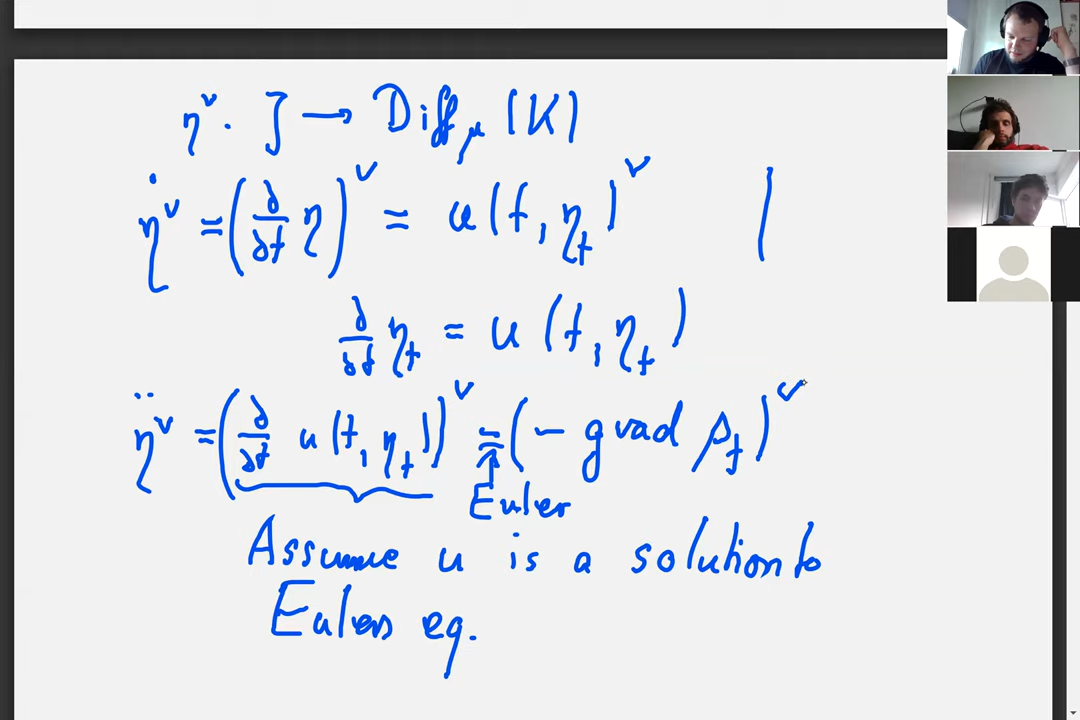 η^∨. J → Diff_μ (K)
η̇^∨ = (∂/∂t η)^∨ = u(t, η_t)^∨ |
∂/∂t η_t = u (t, η_t)
η̈^∨ = (∂/∂t u(t, η_t))^∨ = (- grad p_t)^∨
Euler
Assume u is a solution to
Eulers eq.